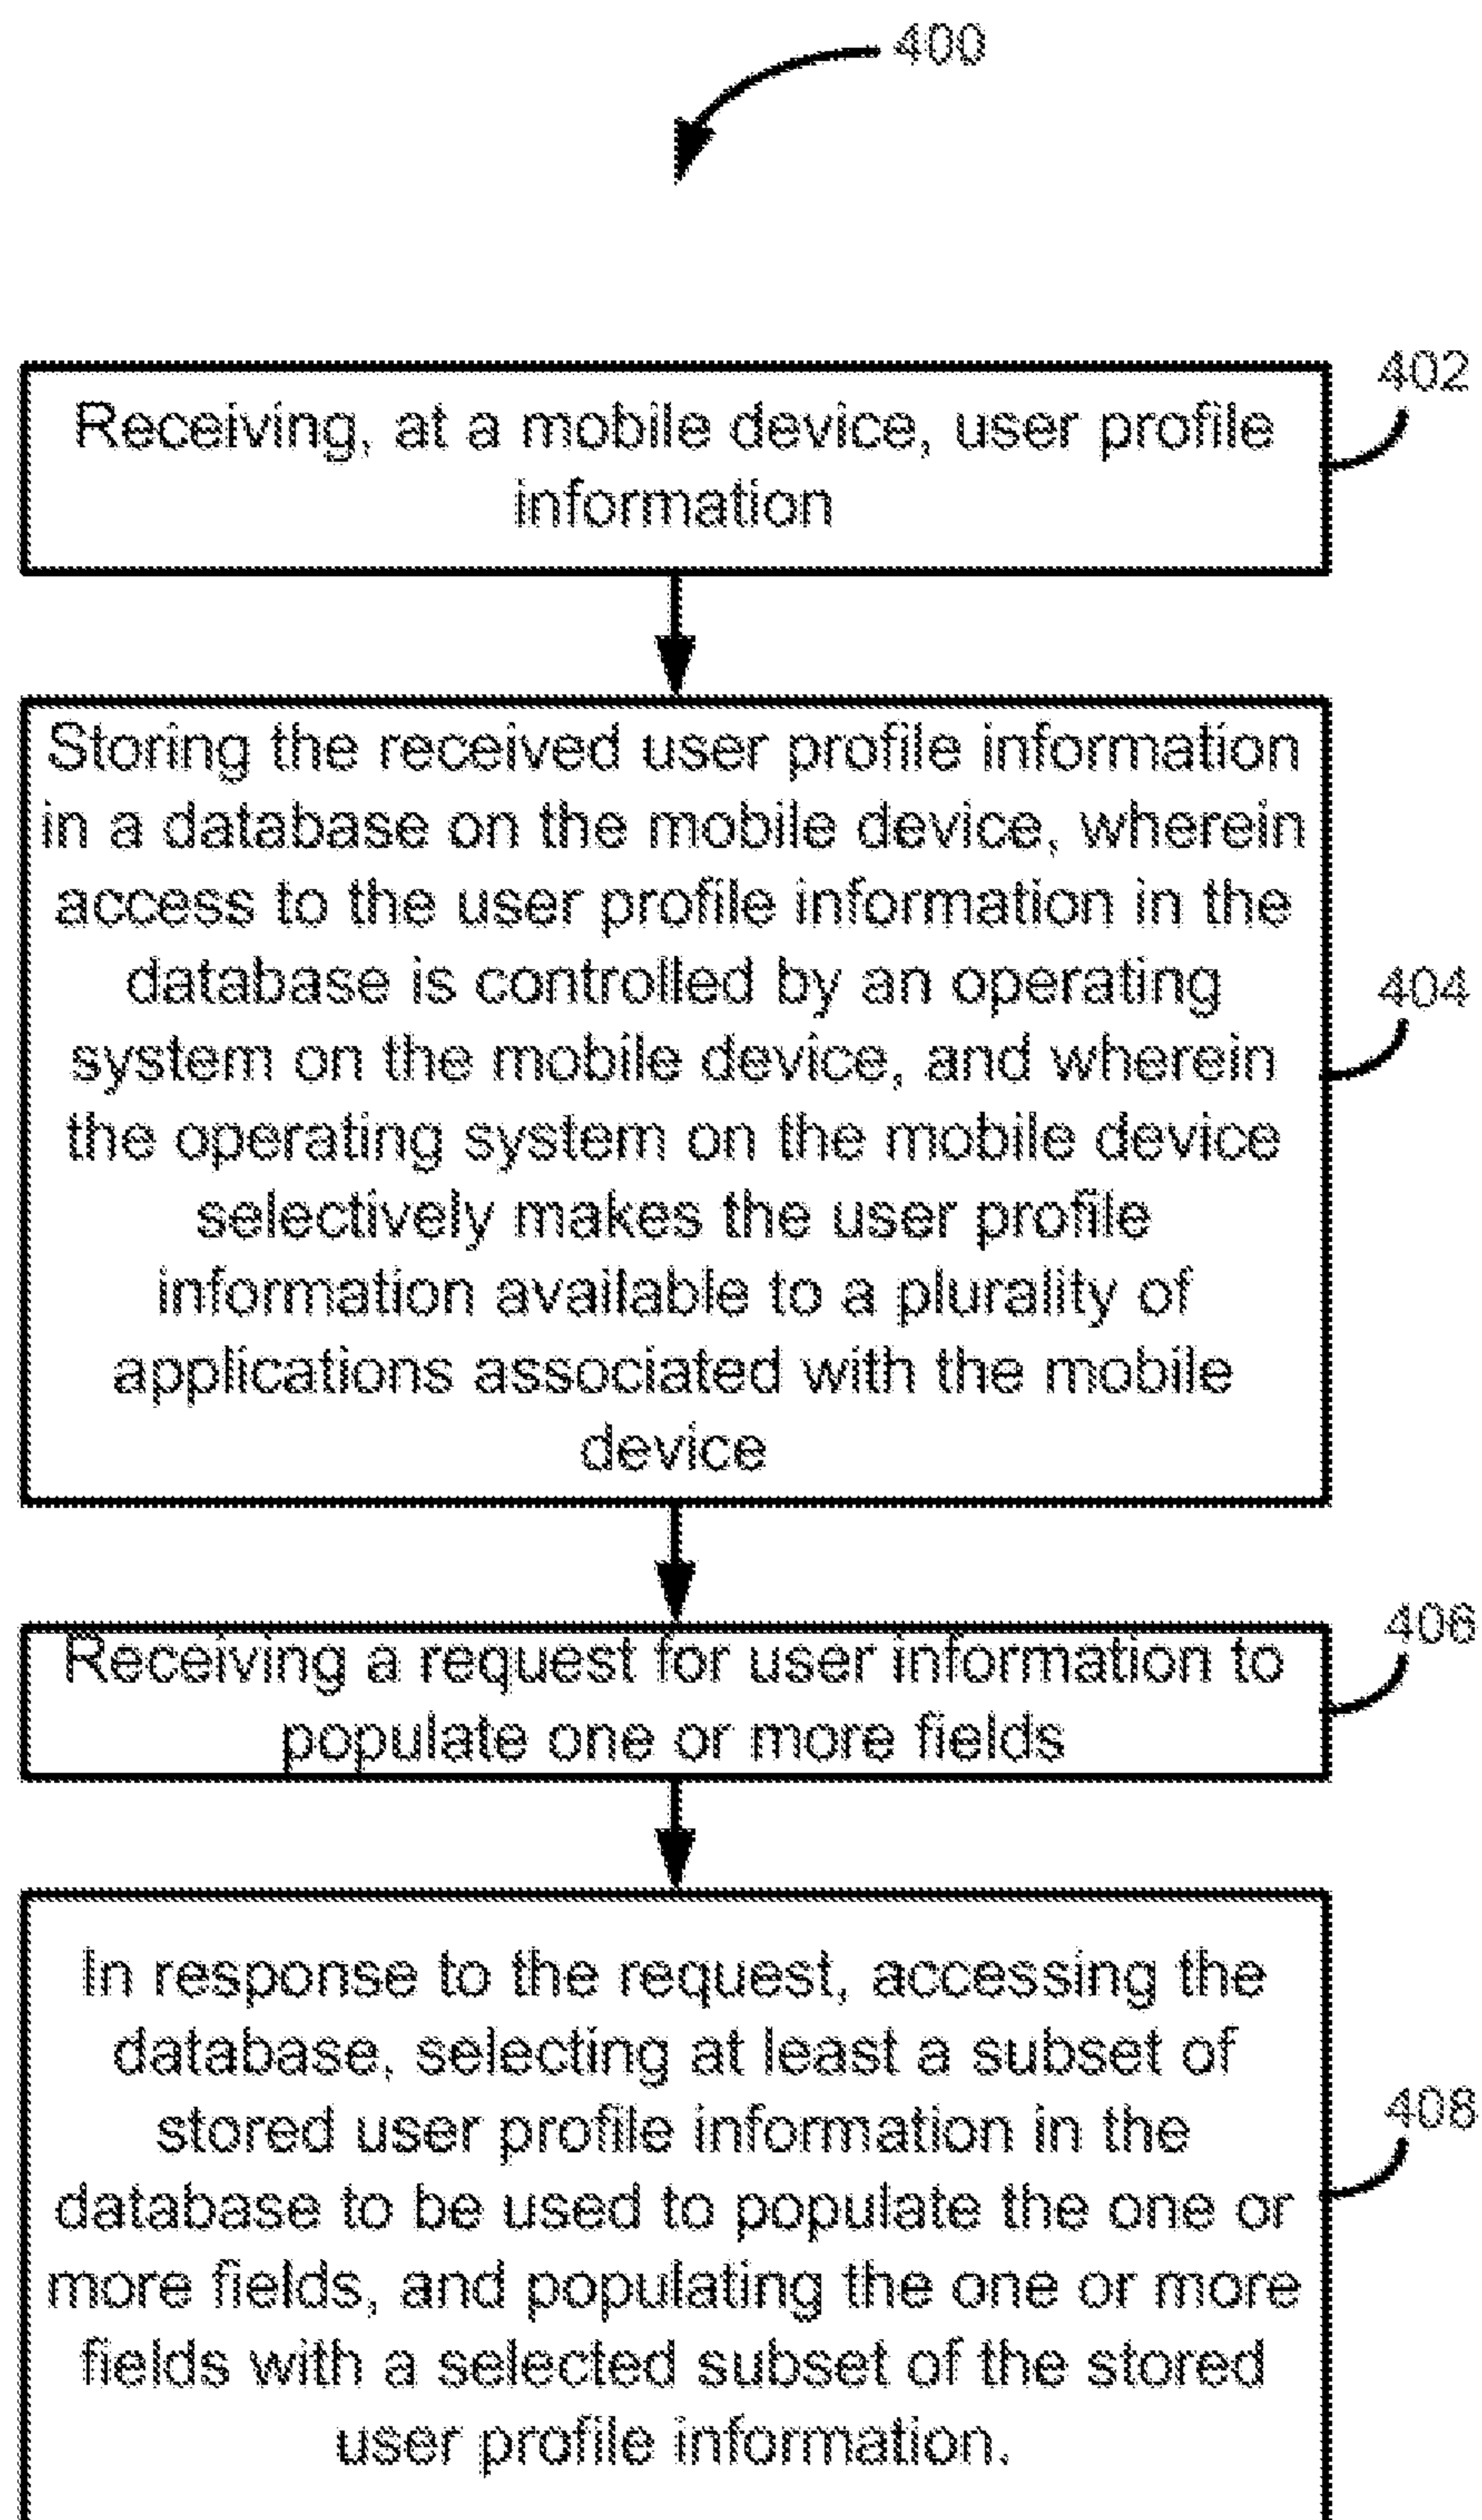 400
402
Receiving, at a mobile device, user profile
information
Storing the received user profile information
in a database on the mobile device, wherein
access to the user profile information in the
database is controlled by an operating
system on the mobile device, and wherein
the operating system on the mobile device
selectively makes the user profile
information available to a plurality of
applications associated with the mobile
device
404
406
Receiving a request for user information to
populate one or more fields
In response to the request, accessing the
database, selecting at least a subset of
stored user profile information in the
database to be used to populate the one or
more fields, and populating the one or more
fields with a selected subset of the stored
user profile information.
408